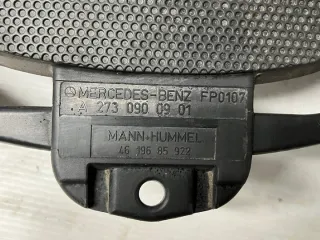 MERCEDES-BENZ FP0107
A 273 090 09 01
MANN+HUMMEL
46 196 85 973